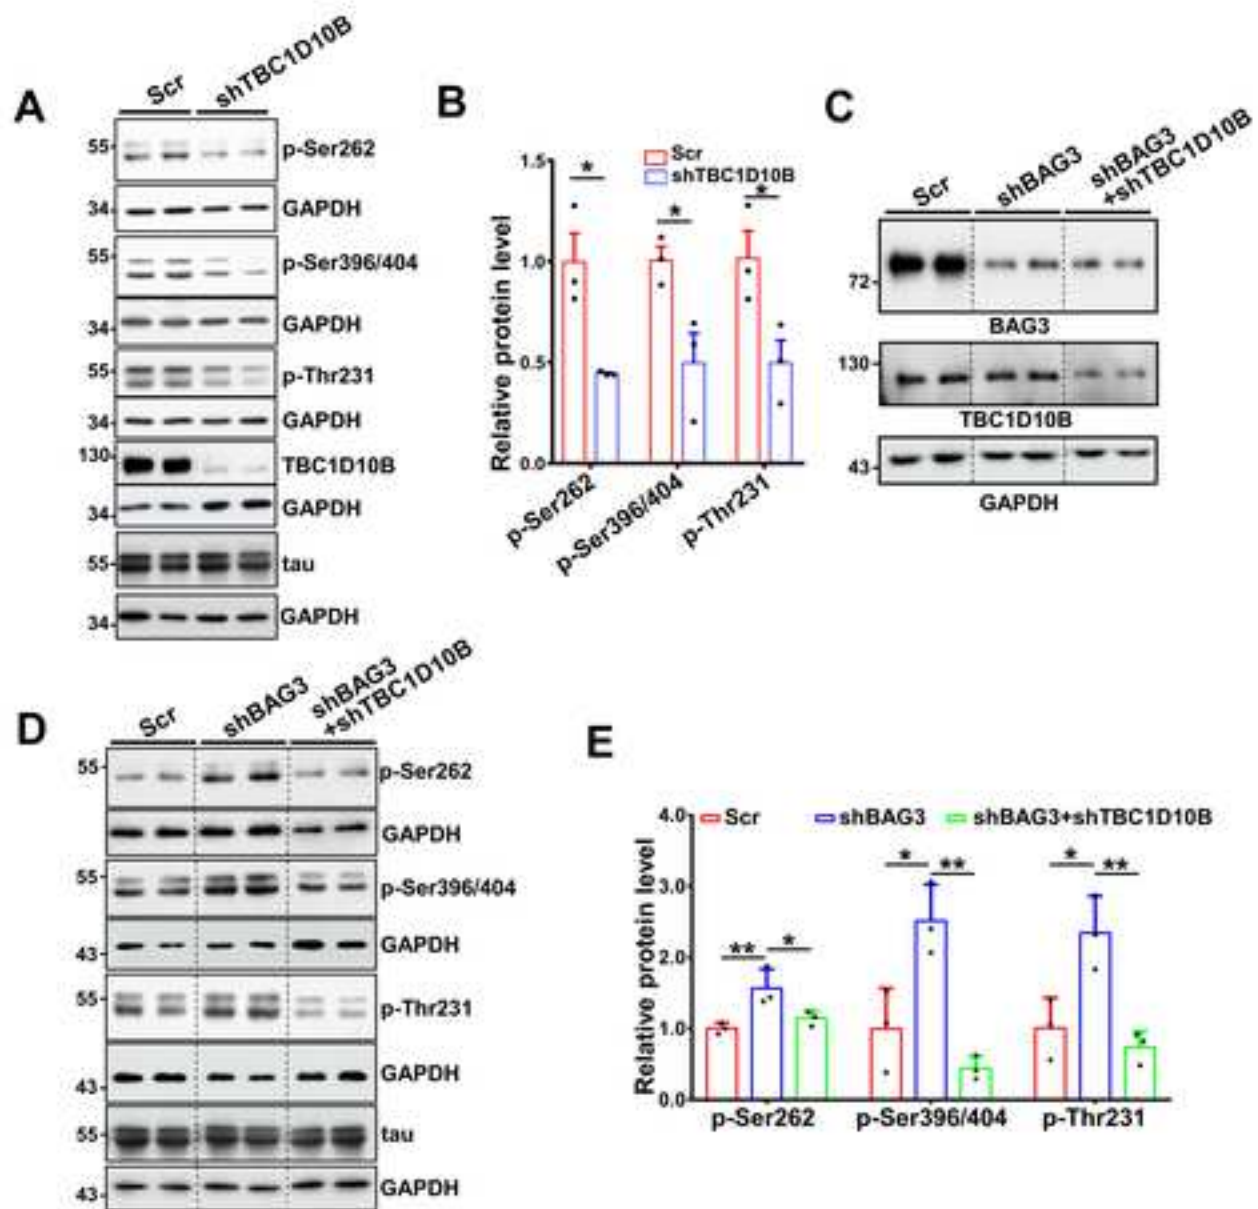 A
Scr
shTBC1D10B
55
p-Ser262
34
GAPDH
55
p-Ser396/404
34
GAPDH
55
p-Thr231
34
GAPDH
130
TBC1D10B
34
GAPDH
55
tau
34
GAPDH
B
Relative protein level
1.5
1.0
0.5
0.0
Scr
shTBC1D10B
*
*
*
p-Ser262
p-Ser396/404
p-Thr231
C
Scr
shBAG3
shBAG3
+shTBC1D10B
72
BAG3
130
TBC1D10B
43
GAPDH
D
Scr
shBAG3
shBAG3
+shTBC1D10B
55
p-Ser262
GAPDH
55
p-Ser396/404
43
GAPDH
55
p-Thr231
43
GAPDH
55
tau
43
GAPDH
E
Relative protein level
4.0
3.0
2.0
1.0
0.0
Scr
shBAG3
shBAG3+shTBC1D10B
** *
* **
* **
p-Ser262
p-Ser396/404
p-Thr231